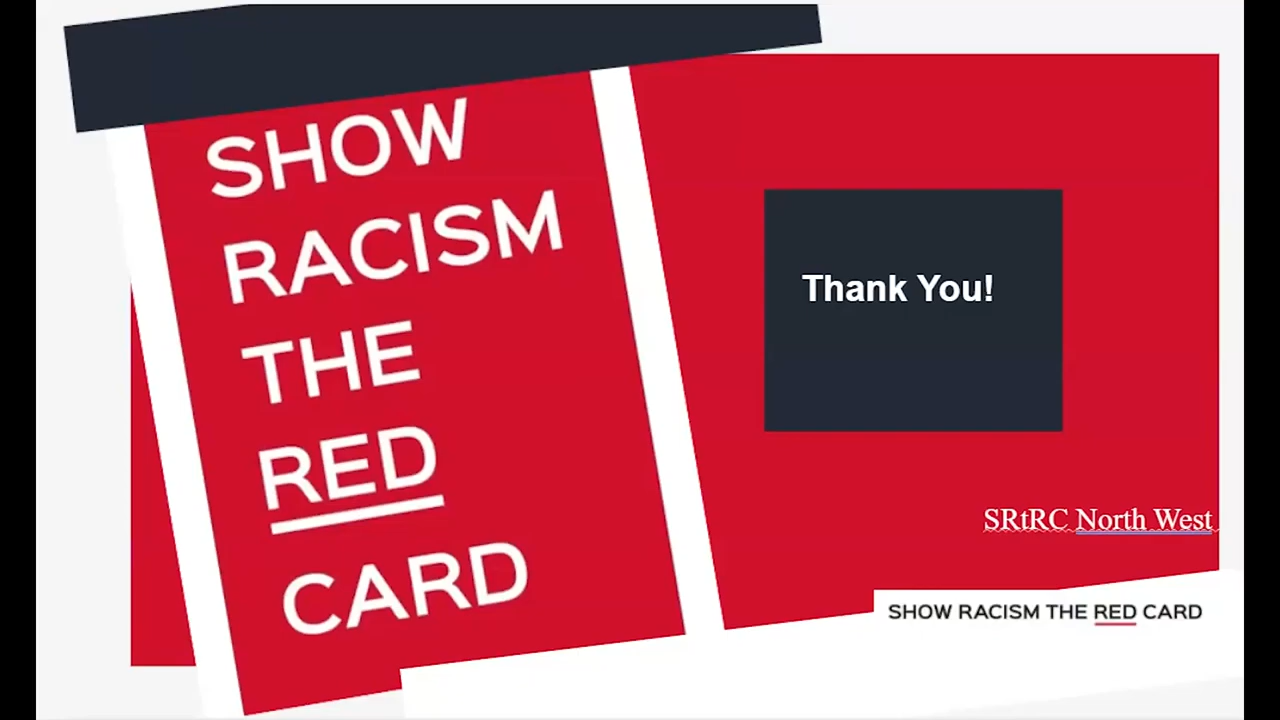 SHOW
RACISM
THE
RED
CARD
Thank You!
SRtRC North West
SHOW RACISM THE RED CARD